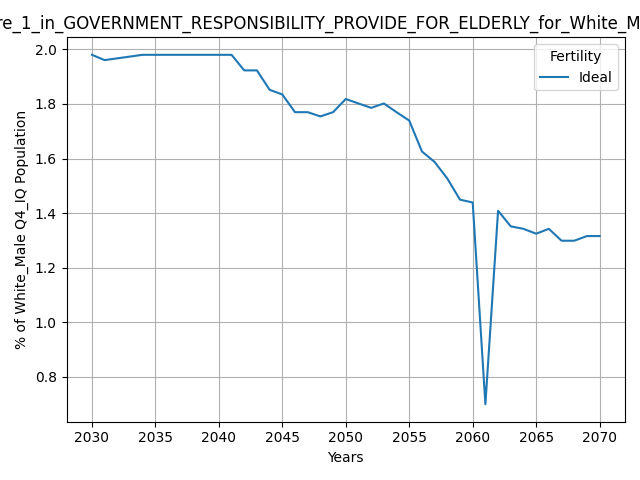 re_1_in_GOVERNMENT_RESPONSIBILITY_PROVIDE_FOR_ELDERLY_for_White_M
Fertility
Ideal
% of White_Male Q4_IQ Population
2.0
1.8
1.6
1.4
1.2
1.0
0.8
2030 2035 2040 2045 2050 2055 2060 2065 2070
Years